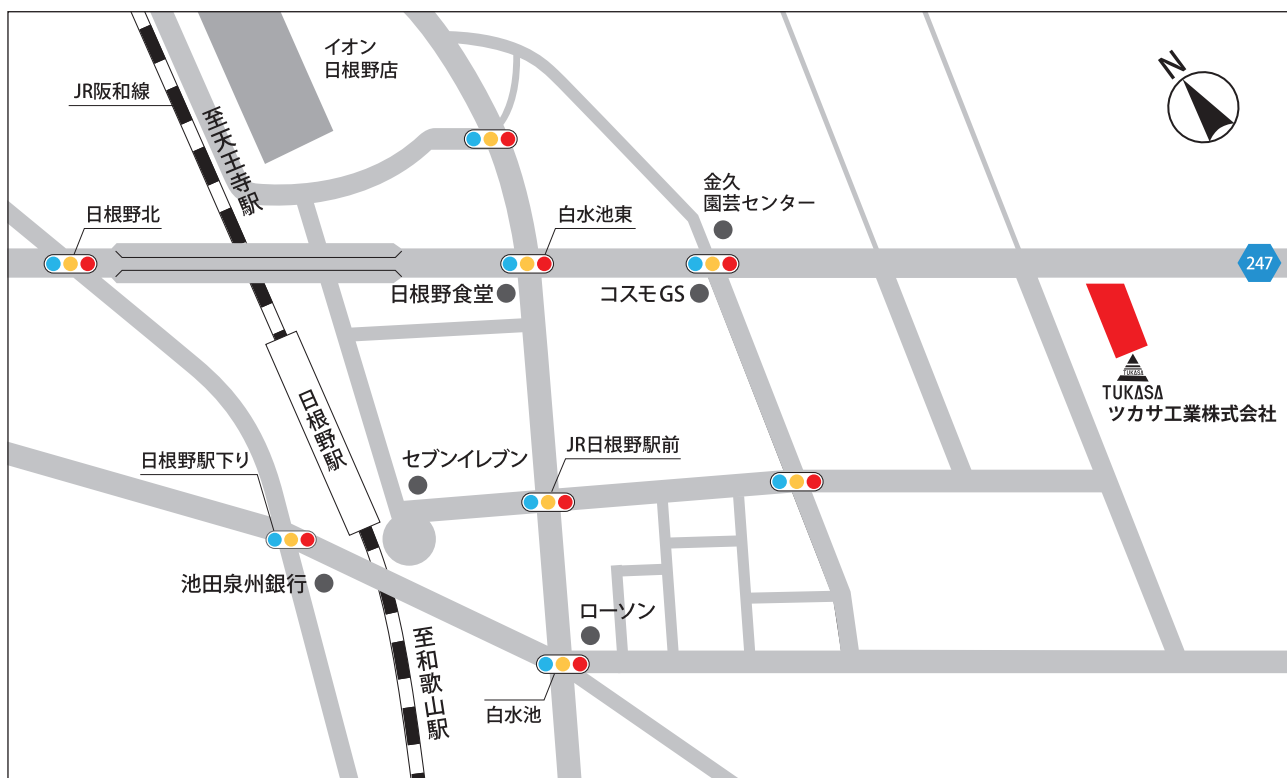 イオン
日根野店
N
JR阪和線
至天王寺駅
金久
園芸センター
日根野北
白水池東
247
日根野食堂
コスモGS
TUKASA
TUKASA
ツカサ工業株式会社
日根野駅
日根野駅下り
セブンイレブン
JR日根野駅前
池田泉州銀行
ローソン
至和歌山駅
白水池